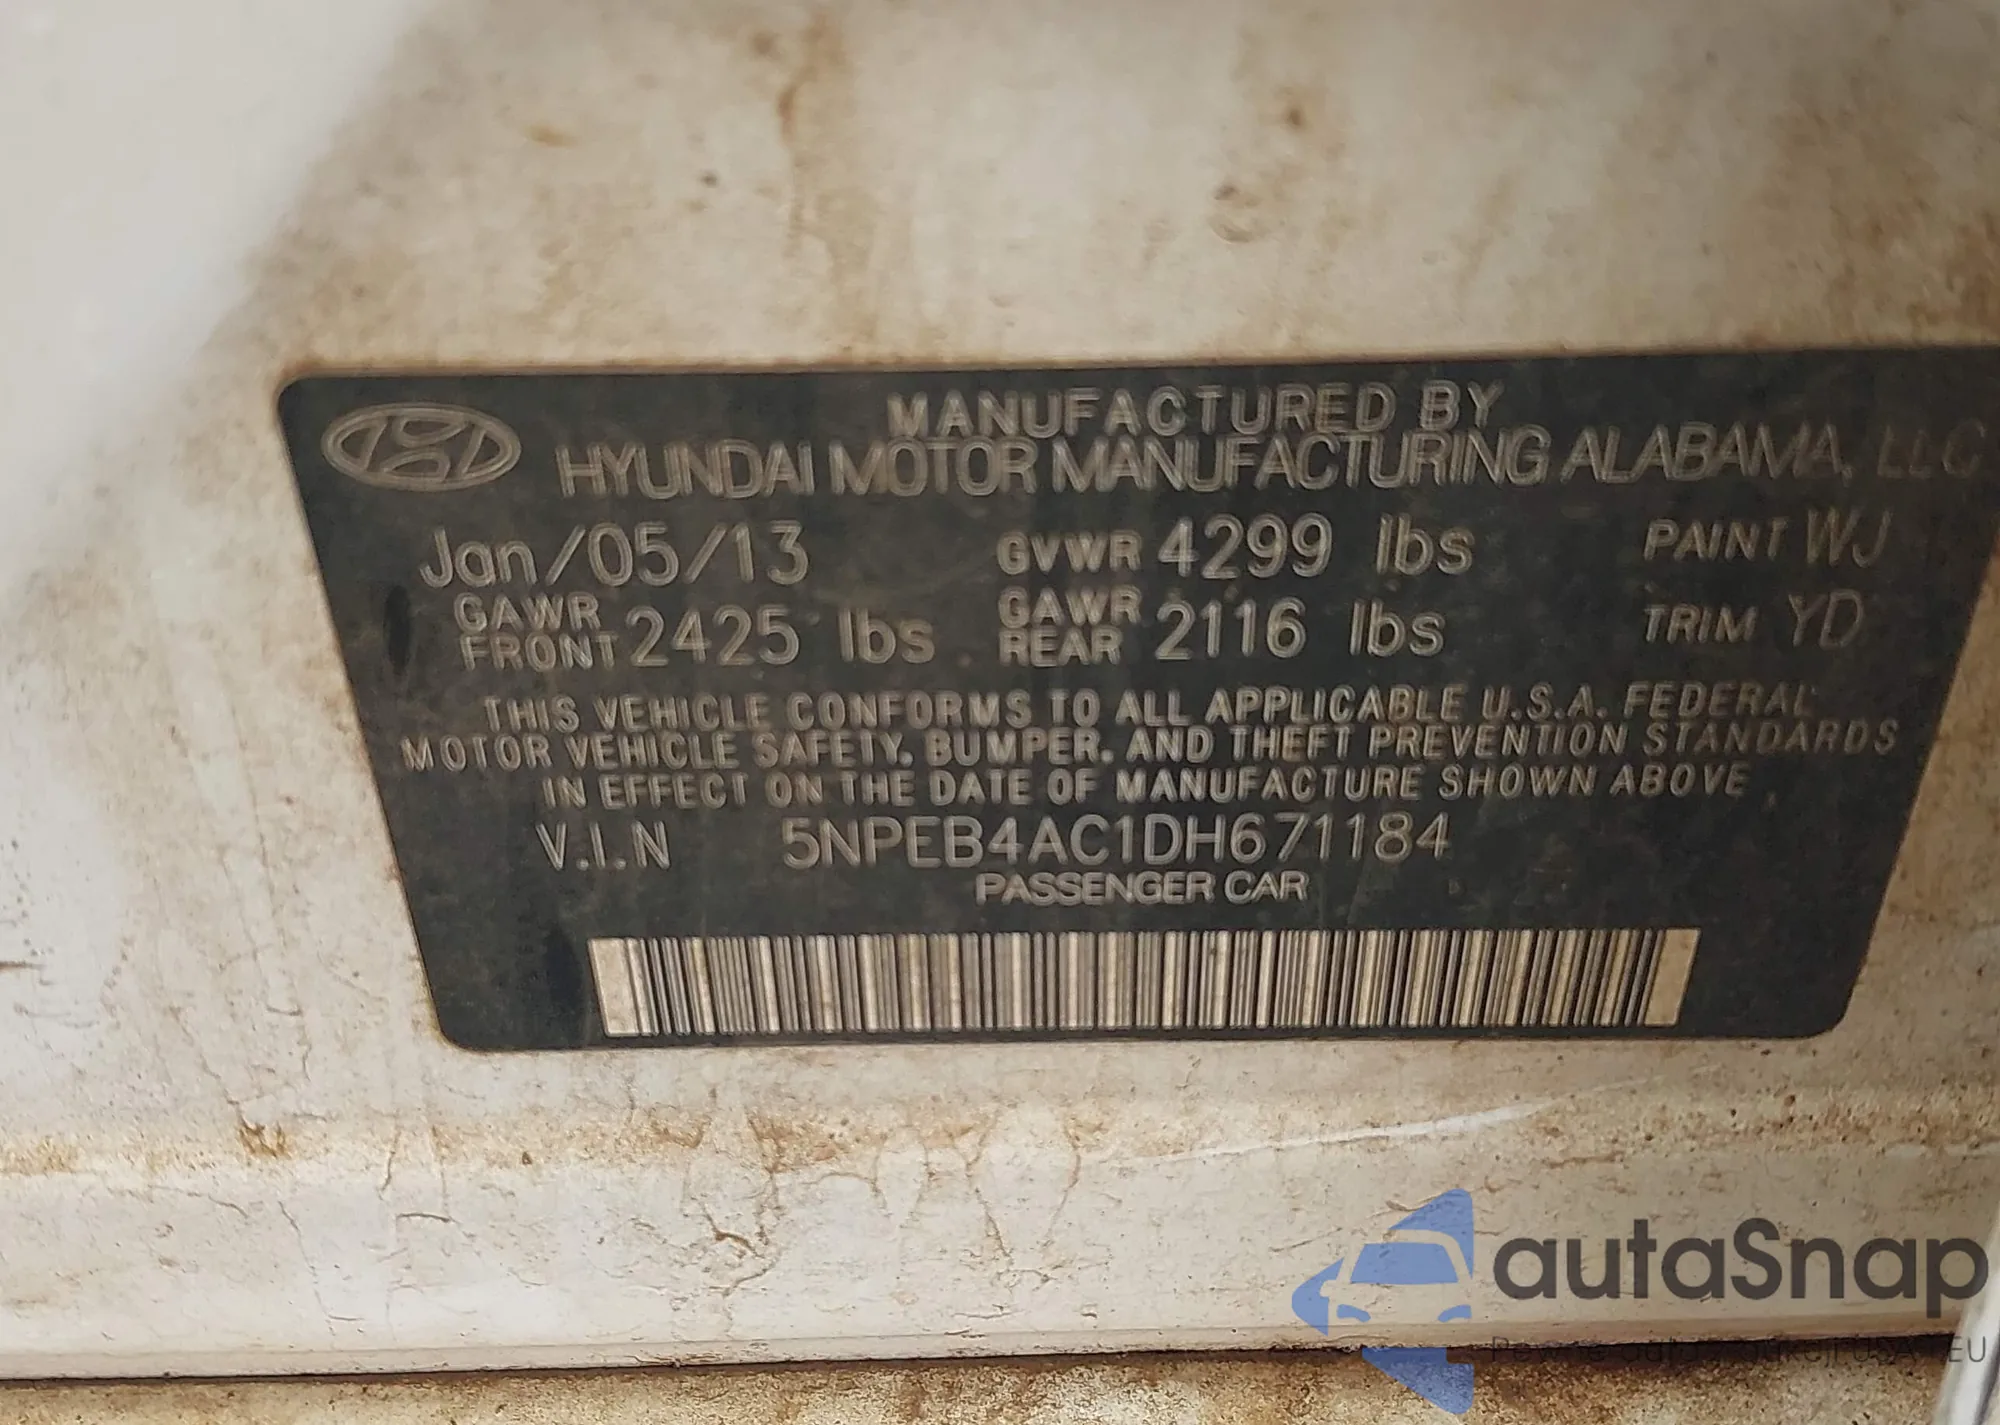 MANUFACTURED BY
HYUNDAI MOTOR MANUFACTURING ALABAMA, LLC
Jan/05/13 GVWR 4299 lbs PAINT WJ
GAWR FRONT 2425 lbs GAWR REAR 2116 lbs TRIM YD
THIS VEHICLE CONFORMS TO ALL APPLICABLE U.S.A. FEDERAL
MOTOR VEHICLE SAFETY, BUMPER, AND THEFT PREVENTION STANDARDS
IN EFFECT ON THE DATE OF MANUFACTURE SHOWN ABOVE
V.I.N 5NPEB4AC1DH671184
PASSENGER CAR
autaSnap
USA